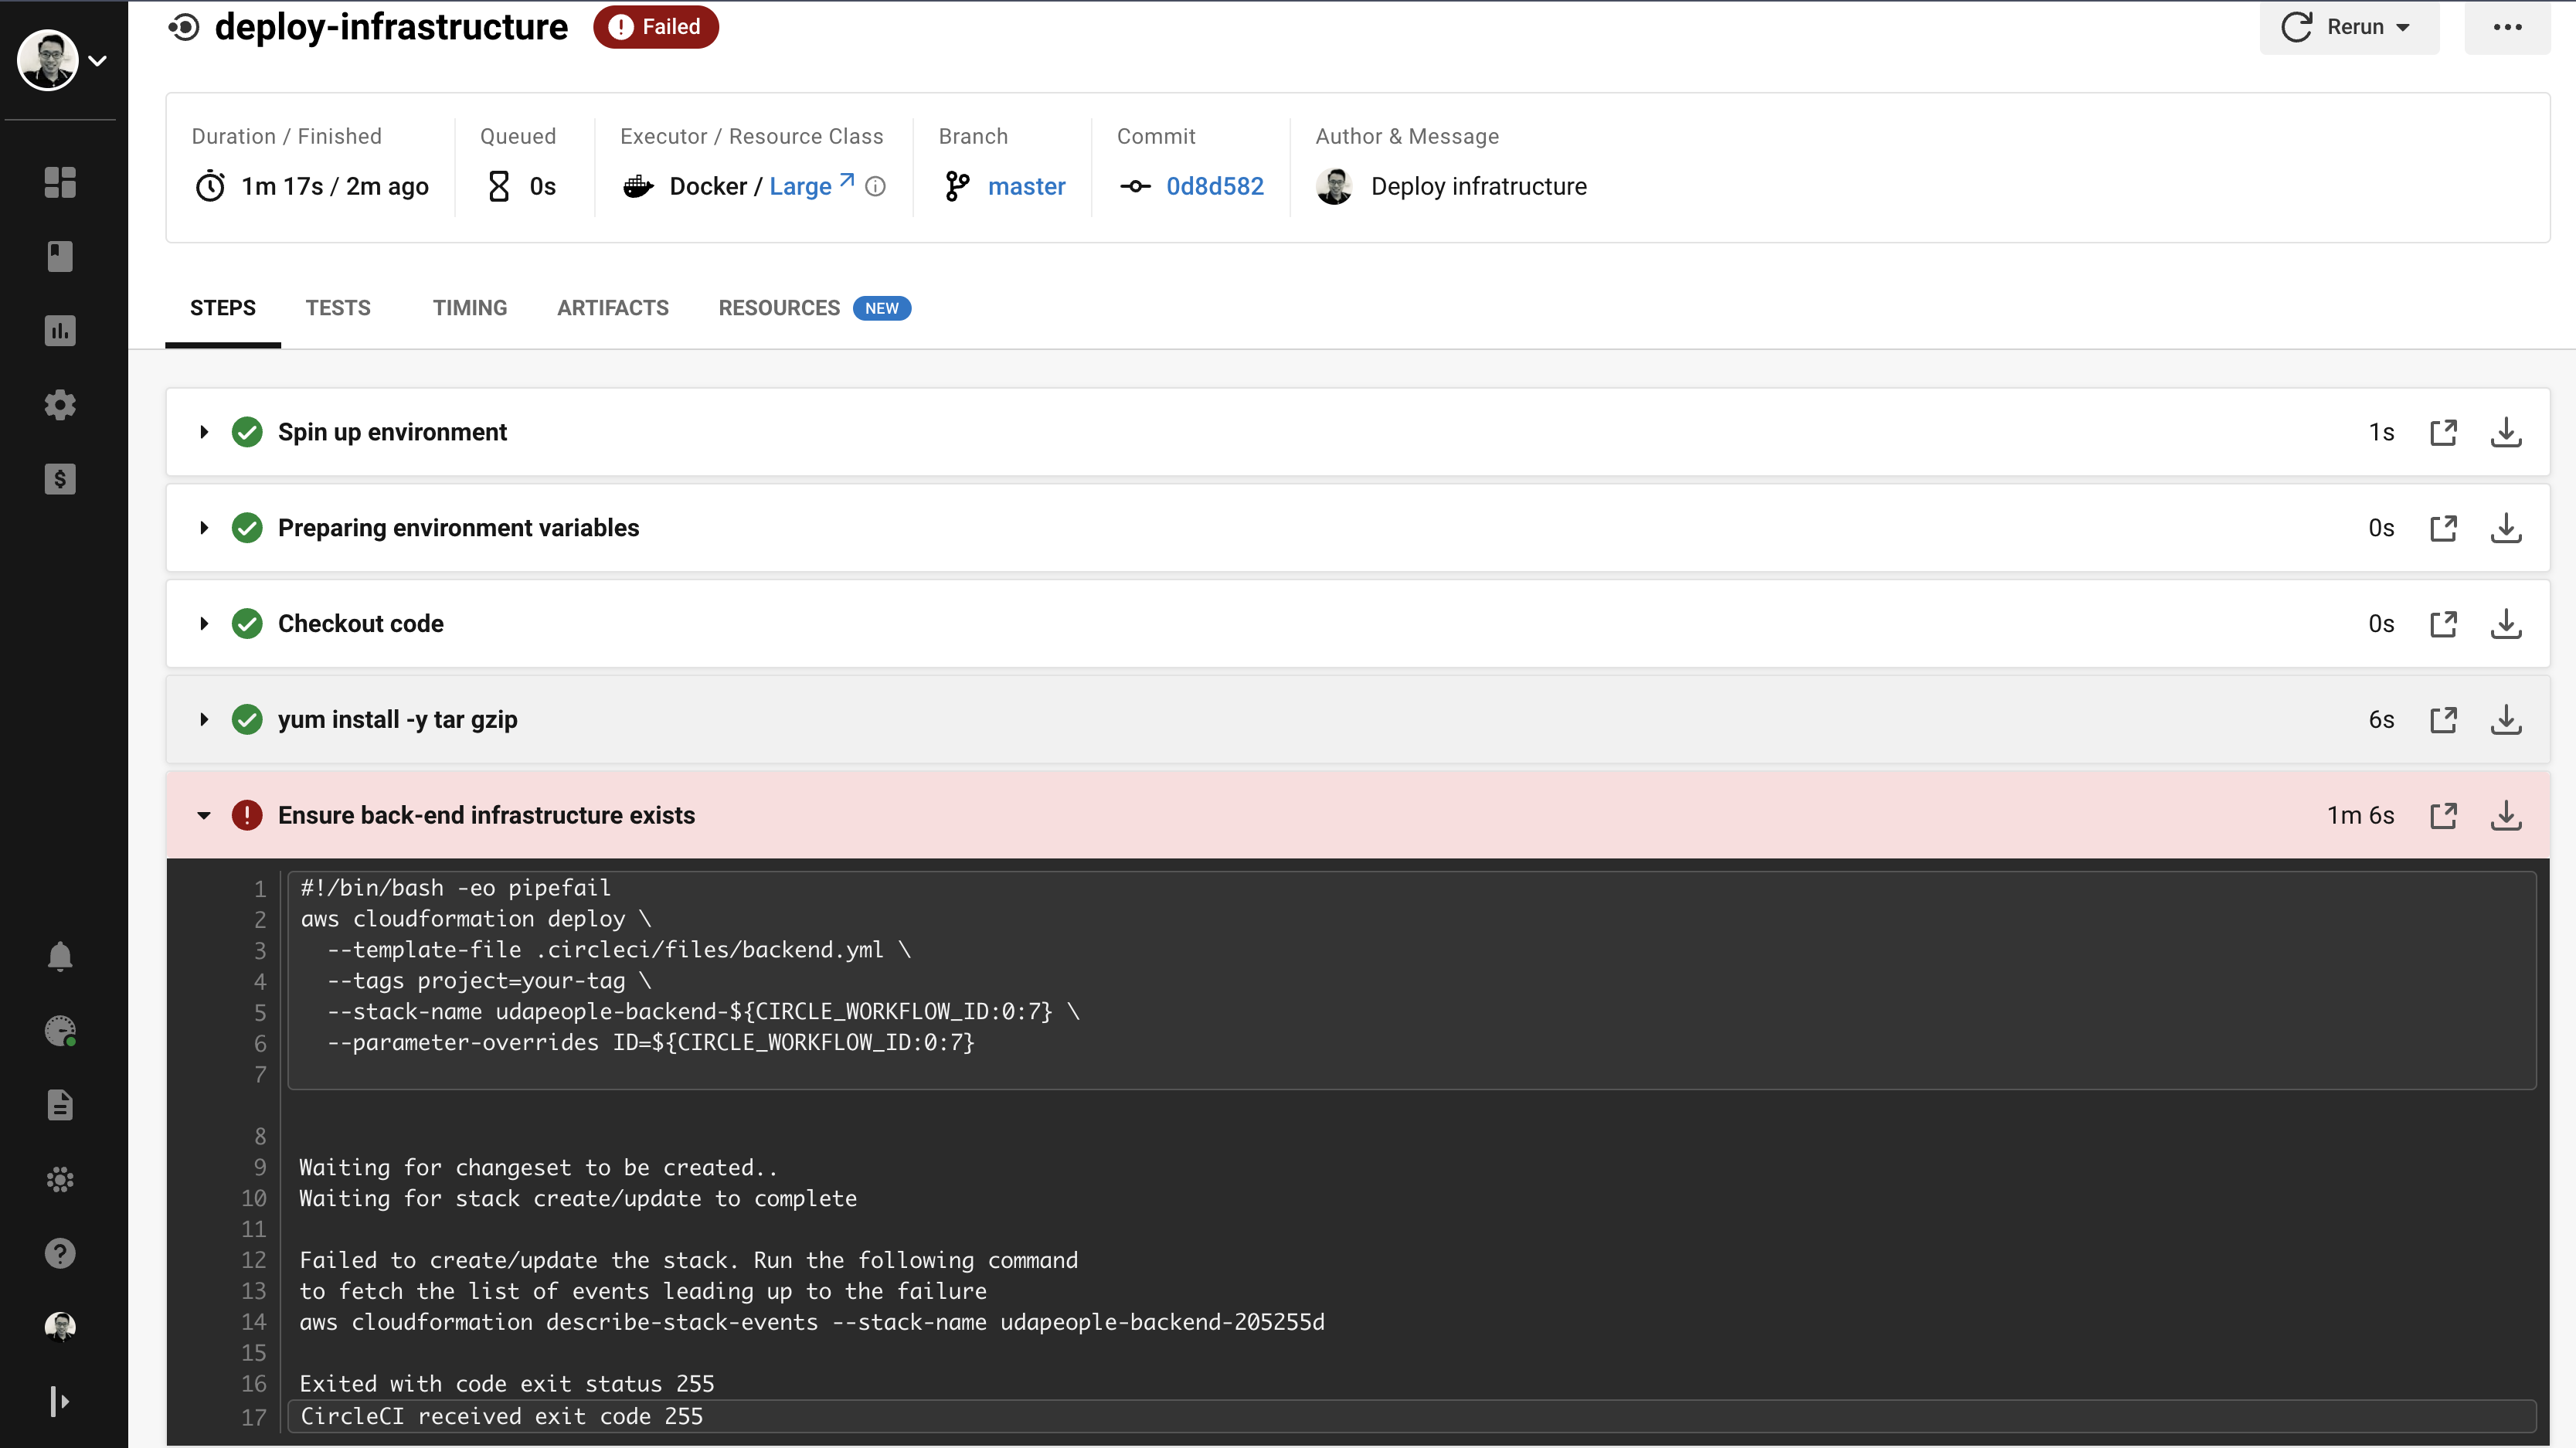 deploy-infrastructure
Failed
Rerun
Duration / Finished
Queued
Executor / Resource Class
Branch
Commit
Author & Message
1m 17s / 2m ago
0s
Docker / Large
master
0d8d582
Deploy infratructure
STEPS
TESTS
TIMING
ARTIFACTS
RESOURCES
NEW
Spin up environment
1s
Preparing environment variables
0s
Checkout code
0s
yum install -y tar gzip
6s
Ensure back-end infrastructure exists
1m 6s
1 #!/bin/bash -eo pipefail
2 aws cloudformation deploy \
3   --template-file .circleci/files/backend.yml \
4   --tags project=your-tag \
5   --stack-name udapeople-backend-${CIRCLE_WORKFLOW_ID:0:7} \
6   --parameter-overrides ID=${CIRCLE_WORKFLOW_ID:0:7}
7
8
9 Waiting for changeset to be created..
10 Waiting for stack create/update to complete
11
12 Failed to create/update the stack. Run the following command
13 to fetch the list of events leading up to the failure
14 aws cloudformation describe-stack-events --stack-name udapeople-backend-205255d
15
16 Exited with code exit status 255
17 CircleCI received exit code 255